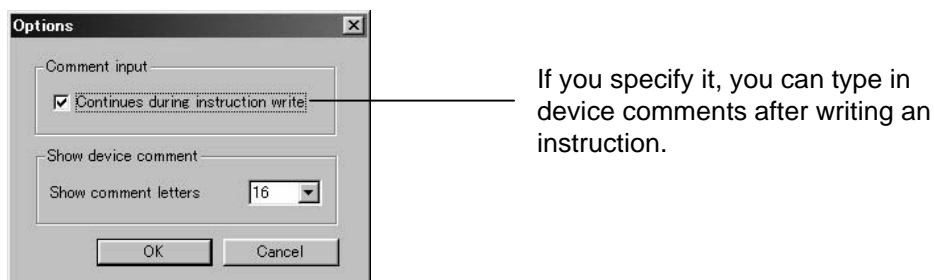 Options
Comment input
Continues during instruction write
Show device comment
Show comment letters 16
OK Cancel
If you specify it, you can type in
device comments after writing an
instruction.